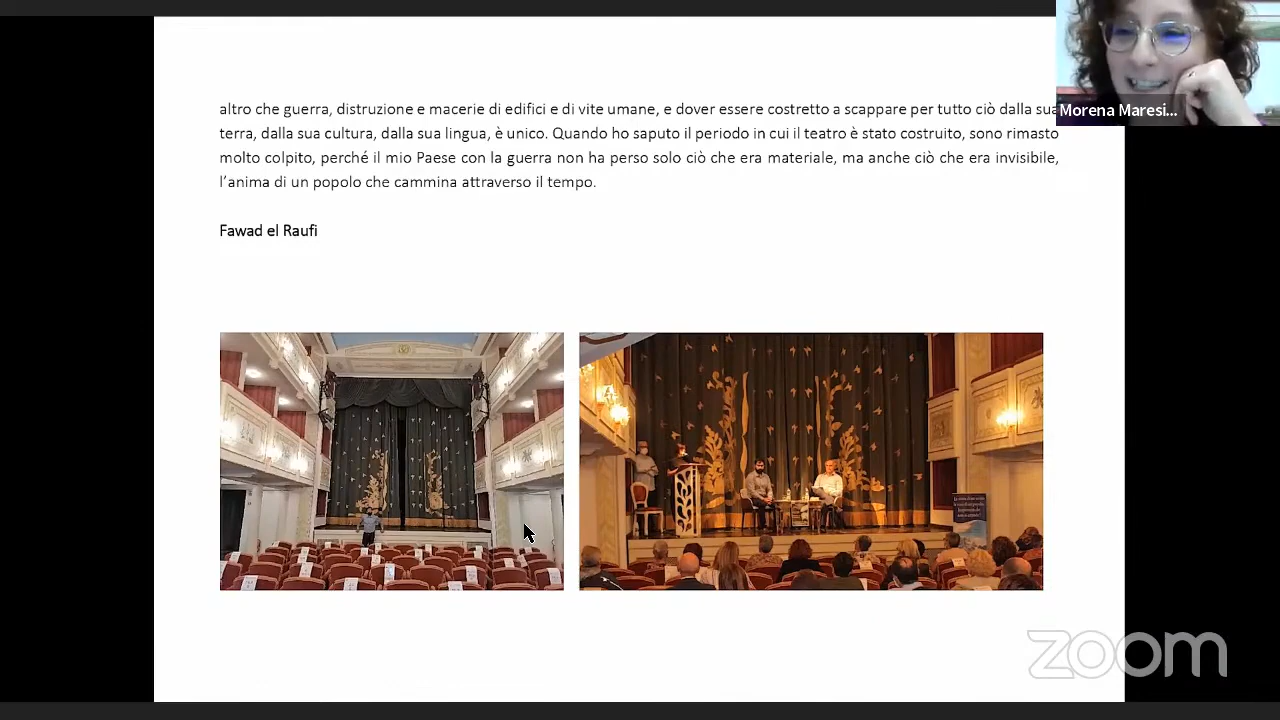 altro che guerra, distruzione e macerie di edifici e di vite umane, e dover essere costretto a scappare per tutto ciò dalla sua
Morena Maresi...
terra, dalla sua cultura, dalla sua lingua, è unico. Quando ho saputo il periodo in cui il teatro è stato costruito, sono rimasto
molto colpito, perché il mio Paese con la guerra non ha perso solo ciò che era materiale, ma anche ciò che era invisibile,
l'anima di un popolo che cammina attraverso il tempo.
Fawad el Raufi
zoom